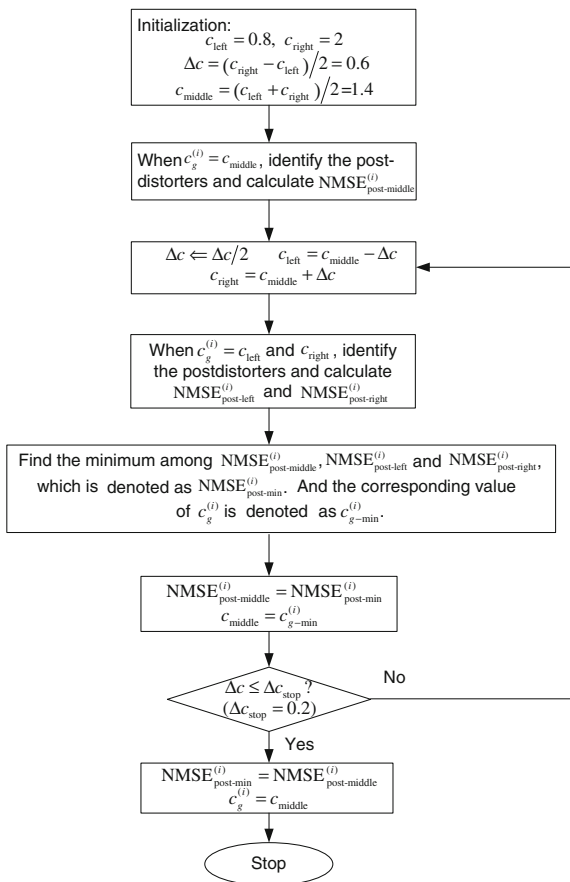 Initialization:
c_left = 0.8, c_right = 2
Δc = (c_right − c_left)/2 = 0.6
c_middle = (c_left + c_right)/2=1.4
When c_g^(i) = c_middle, identify the post-
distorters and calculate NMSE_post-middle^(i)
Δc ⇐ Δc/2 c_left = c_middle − Δc
c_right = c_middle + Δc
When c_g^(i) = c_left and c_right, identify
the postdistorters and calculate
NMSE_post-left^(i) and NMSE_post-right^(i)
Find the minimum among NMSE_post-middle^(i), NMSE_post-left^(i) and NMSE_post-right^(i),
which is denoted as NMSE_post-min^(i). And the corresponding value
of c_g^(i) is denoted as c_g−min^(i).
NMSE_post-middle^(i) = NMSE_post-min^(i)
c_middle = c_g−min^(i)
Δc ≤ Δc_stop ?
(Δc_stop = 0.2)
No
Yes
NMSE_post-min^(i) = NMSE_post-middle^(i)
c_g^(i) = c_middle
Stop